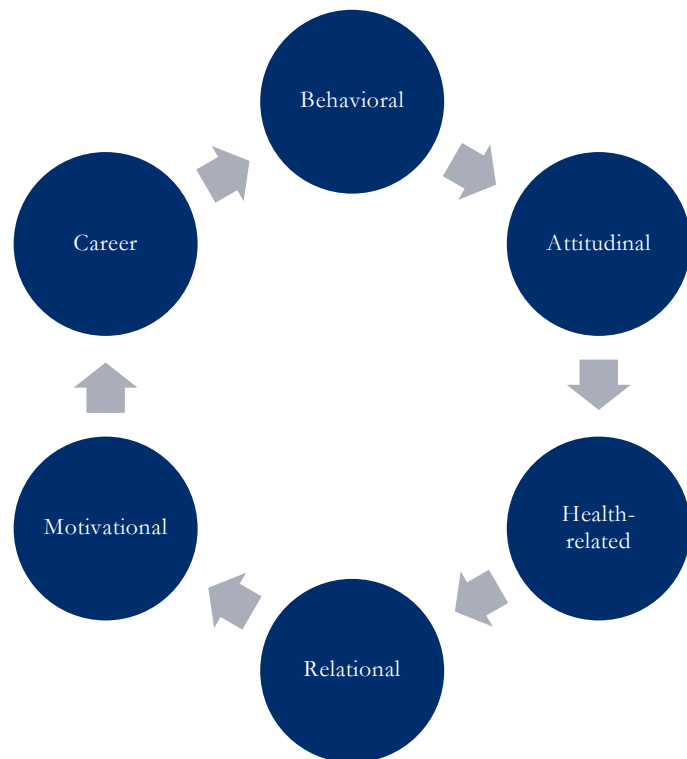 Behavioral
Attitudinal
Health-
related
Relational
Motivational
Career